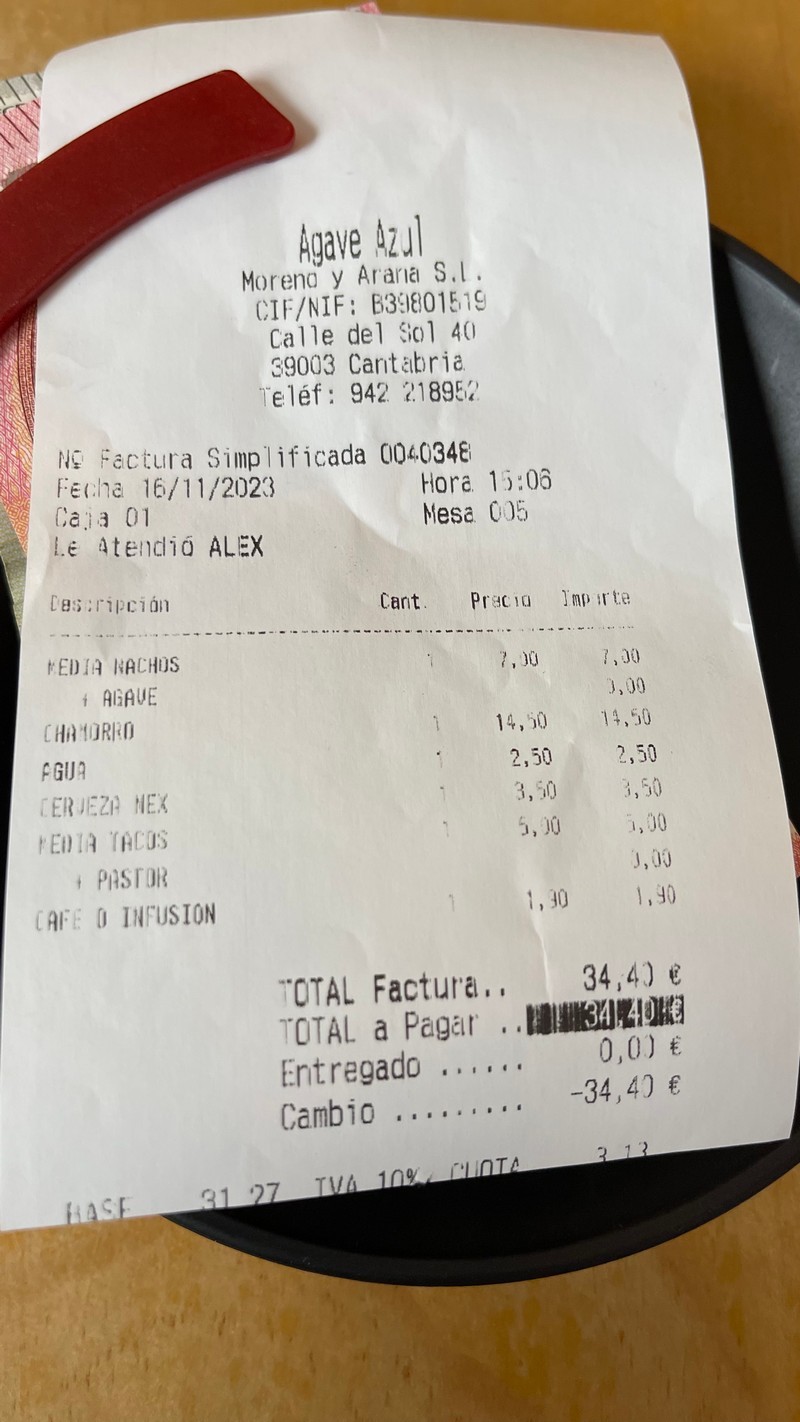 Agave Azul
Moreno y Arana S.L.
CIF/NIF: B39801519
Calle del Sol 40
39003 Cantabria
Teléf: 942 218952
Nº Factura Simplificada 0040348
Fecha 16/11/2023 Hora 15:06
Caja 01 Mesa 005
Le Atendió ALEX
Descripción Cant. Precio Importe
MEDIA NACHOS 1 7,00 7,00
+ AGAVE 0,00
CHAMORRO 1 14,50 14,50
AGUA 1 2,50 2,50
CERVEZA MEX 1 3,50 3,50
MEDIA TACOS 1 5,00 5,00
+ PASTOR 0,00
CAFE O INFUSION 1 1,90 1,90
TOTAL Factura.. 34,40 €
TOTAL a Pagar .. 34,40 €
Entregado ...... 0,00 €
Cambio ......... -34,40 €
BASE 31,27 IVA 10% CUOTA 3,13